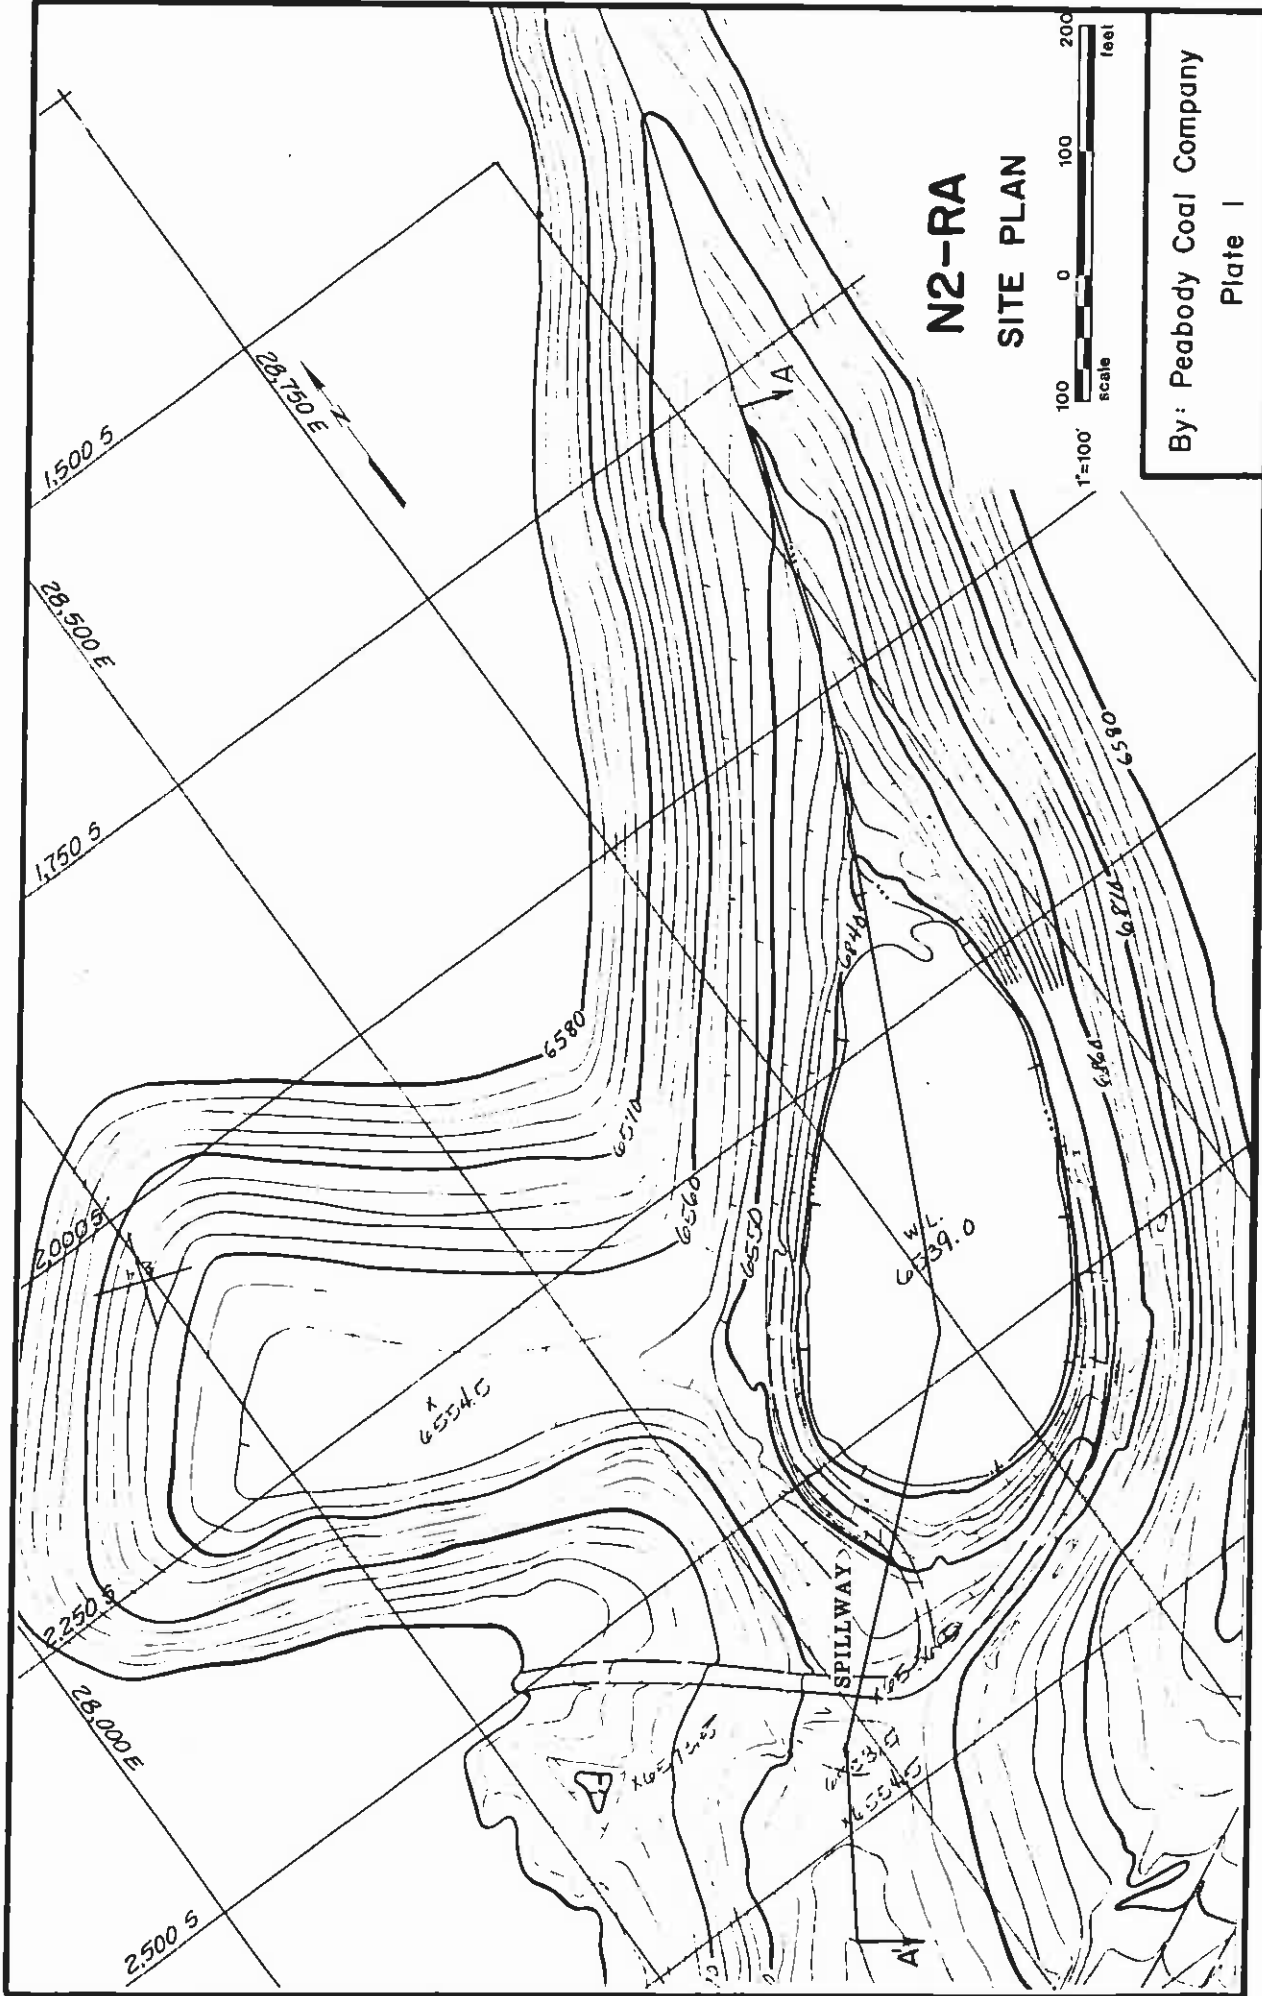 N2-RA
SITE PLAN
1"=100'
100
0
100
200
scale
feet
By: Peabody Coal Company
Plate 1
1,500 S
28,750 E
N
28,500 E
1,750 S
2,000 S
2,250 S
28,000 E
2,500 S
6580
6570
6560
6550
6840
6580
W.L.
6539.0
x
6554.5
SPILLWAY
A
A'